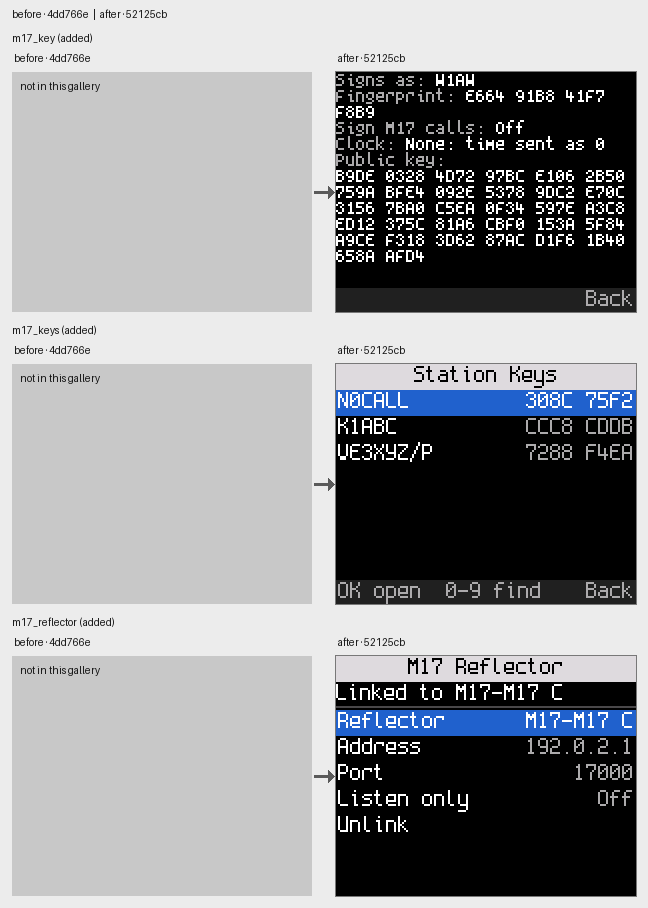 before · 4dd766e | after · 52125cb
m17_key (added)
before · 4dd766e
after · 52125cb
not in this gallery
Signs as: W1AW
Fingerprint: E664 91B8 41F7
F8B9
Sign M17 calls: Off
Clock: None: time sent as 0
Public key:
B9DE 0328 4D72 97BC E106 2B50
759A BFE4 092E 5378 9DC2 E70C
3156 7BA0 C5EA 0F34 597E A3C8
ED12 375C 81A6 CBF0 153A 5F84
A9CE F318 3D62 87AC D1F6 1B40
658A AFD4
Back
m17_keys (added)
before · 4dd766e
after · 52125cb
not in this gallery
Station Keys
N0CALL 308C 75F2
K1ABC CCC8 CDDB
VE3XYZ/P 7288 F4EA
OK open 0-9 find Back
m17_reflector (added)
before · 4dd766e
after · 52125cb
not in this gallery
M17 Reflector
Linked to M17-M17 C
Reflector M17-M17 C
Address 192.0.2.1
Port 17000
Listen only Off
Unlink